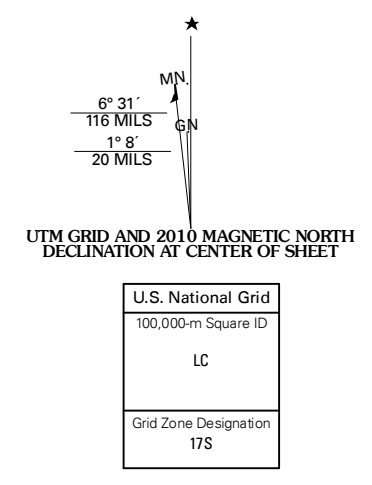 ★
MN.
6° 31´
116 MILS
GN
1° 8´
20 MILS
UTM GRID AND 2010 MAGNETIC NORTH
DECLINATION AT CENTER OF SHEET
U.S. National Grid
100,000-m Square ID
LC
Grid Zone Designation
17S